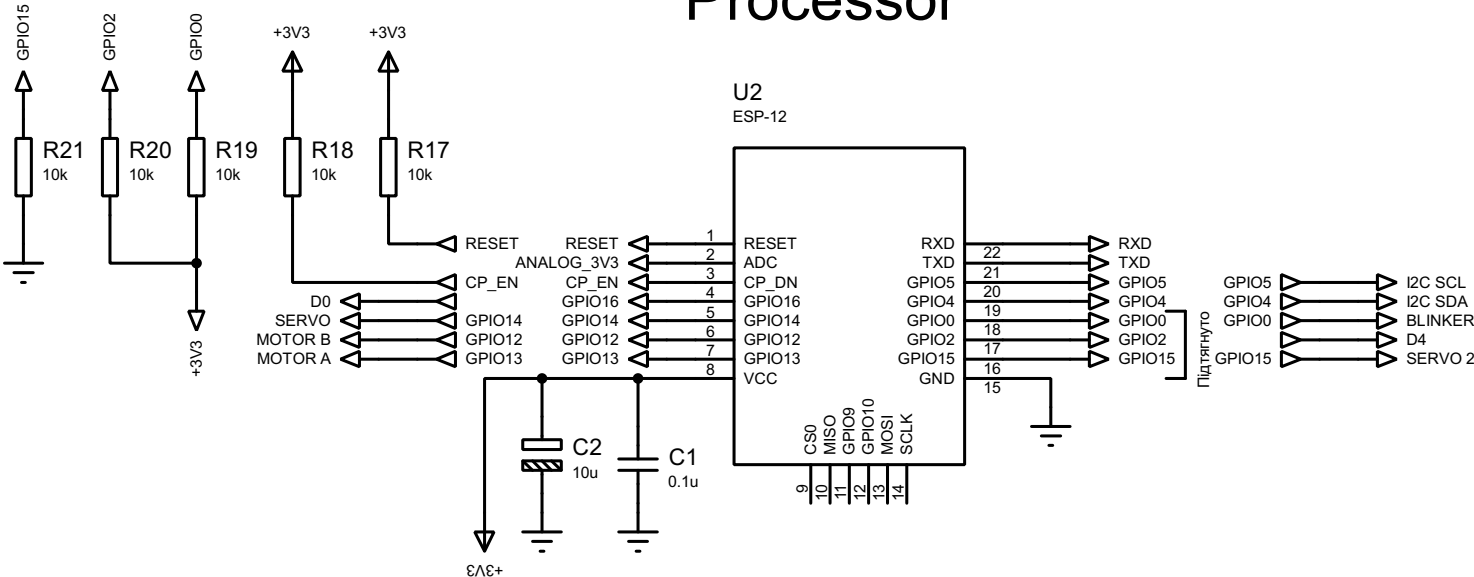 Processor
GPIO15
GPIO2
GPIO0
+3V3
+3V3
U2
ESP-12
R21
10k
R20
10k
R19
10k
R18
10k
R17
10k
+3V3
RESET
CP_EN
D0
SERVO
GPIO14
MOTOR B
GPIO12
MOTOR A
GPIO13
RESET
1
RESET
ANALOG_3V3
2
ADC
CP_EN
3
CP_DN
GPIO16
4
GPIO16
GPIO14
5
GPIO14
GPIO12
6
GPIO12
GPIO13
7
GPIO13
8
VCC
RXD
22
RXD
TXD
21
TXD
GPIO5
20
GPIO5
GPIO4
19
GPIO4
GPIO0
18
GPIO0
GPIO2
17
GPIO2
GPIO15
16
GPIO15
GND
15
Підтягнуто
GPIO5
I2C SCL
GPIO4
I2C SDA
GPIO0
BLINKER
D4
GPIO15
SERVO 2
CS0
MISO
GPIO9
GPIO10
MOSI
SCLK
9
10
11
12
13
14
C2
10u
C1
0.1u
+3V3